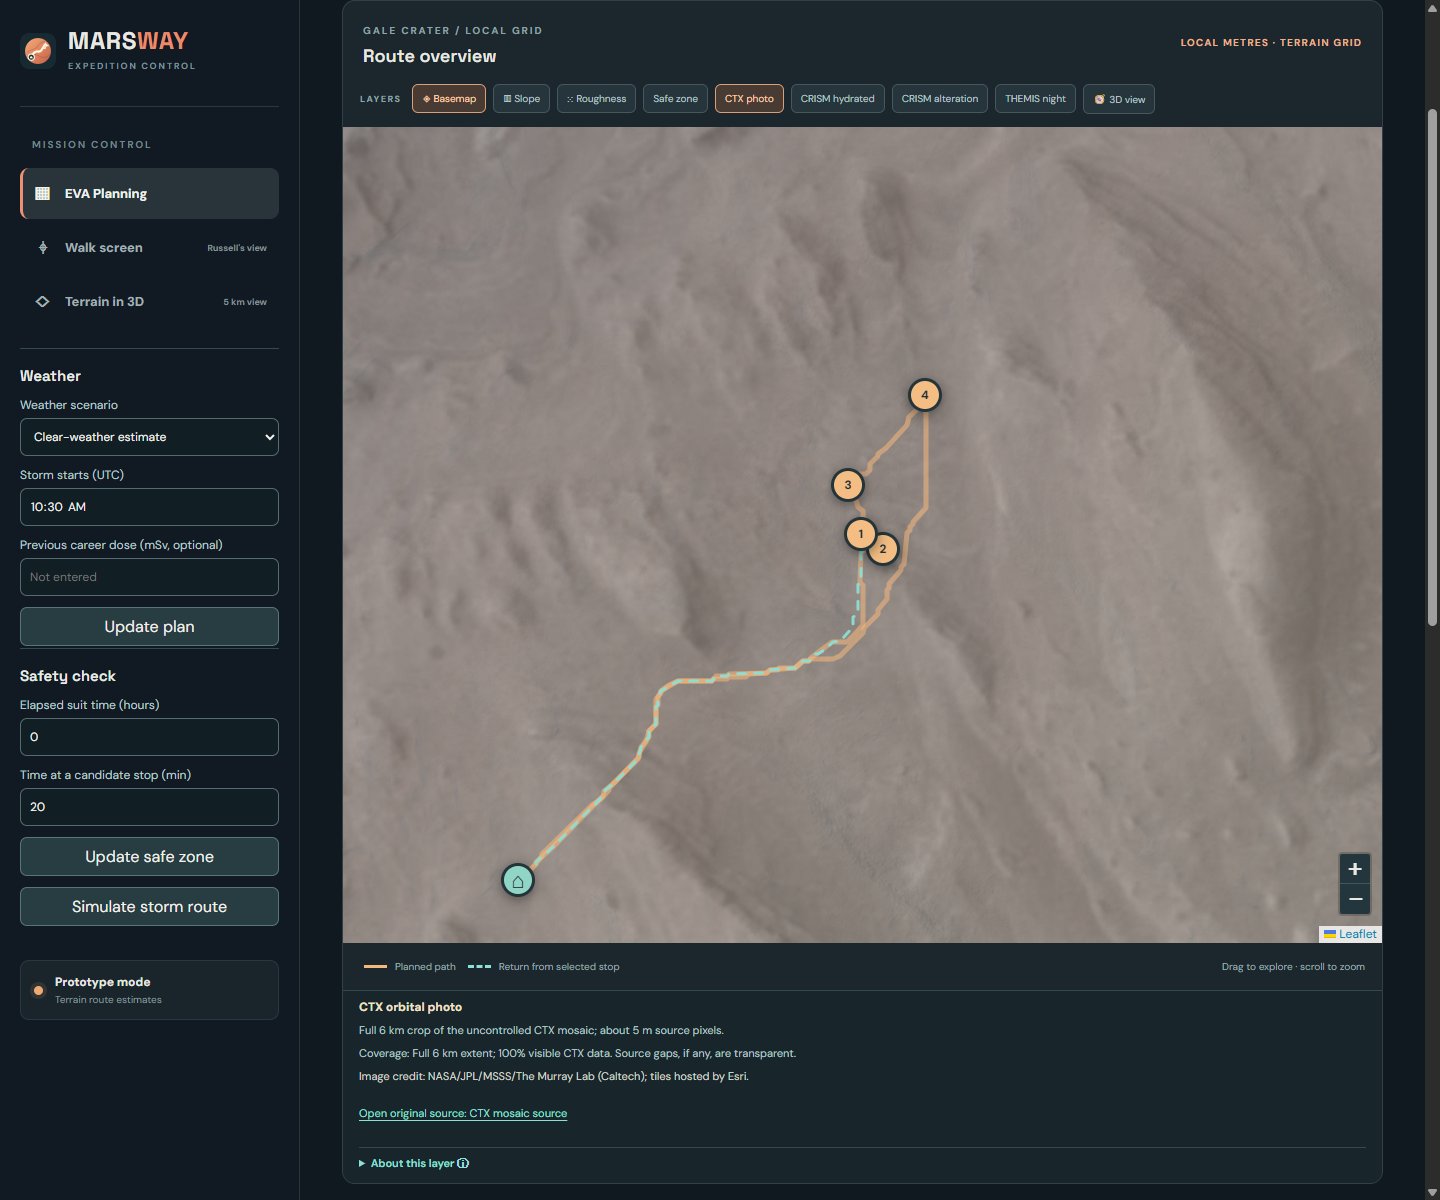 MARSWAY
EXPEDITION CONTROL
MISSION CONTROL
EVA Planning
Walk screen Russell's view
Terrain in 3D 5 km view
Weather
Weather scenario
Clear-weather estimate
Storm starts (UTC)
10:30 AM
Previous career dose (mSv, optional)
Not entered
Update plan
Safety check
Elapsed suit time (hours)
0
Time at a candidate stop (min)
20
Update safe zone
Simulate storm route
Prototype mode
Terrain route estimates
GALE CRATER / LOCAL GRID
Route overview
LOCAL METRES · TERRAIN GRID
LAYERS Basemap Slope Roughness Safe zone CTX photo CRISM hydrated CRISM alteration THEMIS night 3D view
4
3
1
2
+
−
Leaflet
Planned path Return from selected stop Drag to explore · scroll to zoom
CTX orbital photo
Full 6 km crop of the uncontrolled CTX mosaic; about 5 m source pixels.
Coverage: Full 6 km extent; 100% visible CTX data. Source gaps, if any, are transparent.
Image credit: NASA/JPL/MSSS/The Murray Lab (Caltech); tiles hosted by Esri.
Open original source: CTX mosaic source
About this layer